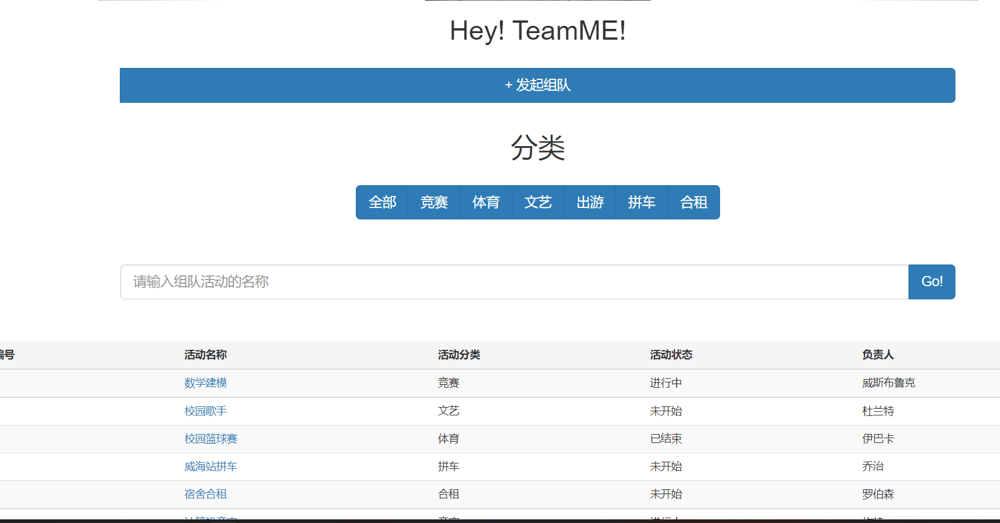 Hey! TeamME!
+ 发起组队
分类
全部 竞赛 体育 文艺 出游 拼车 合租
请输入组队活动的名称 Go!
编号 活动名称 活动分类 活动状态 负责人
数学建模 竞赛 进行中 威斯布鲁克
校园歌手 文艺 未开始 杜兰特
校园篮球赛 体育 已结束 伊巴卡
威海站拼车 拼车 未开始 乔治
宿舍合租 合租 未开始 罗伯森